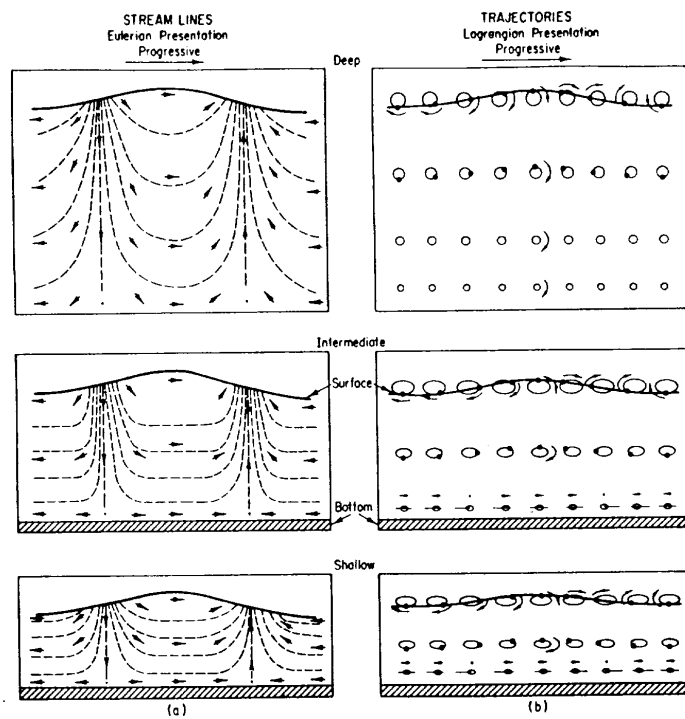 STREAM LINES
Eulerian Presentation
Progressive
TRAJECTORIES
Lagrangian Presentation
Progressive
Deep
Intermediate
Surface
Bottom
Shallow
(a)
(b)